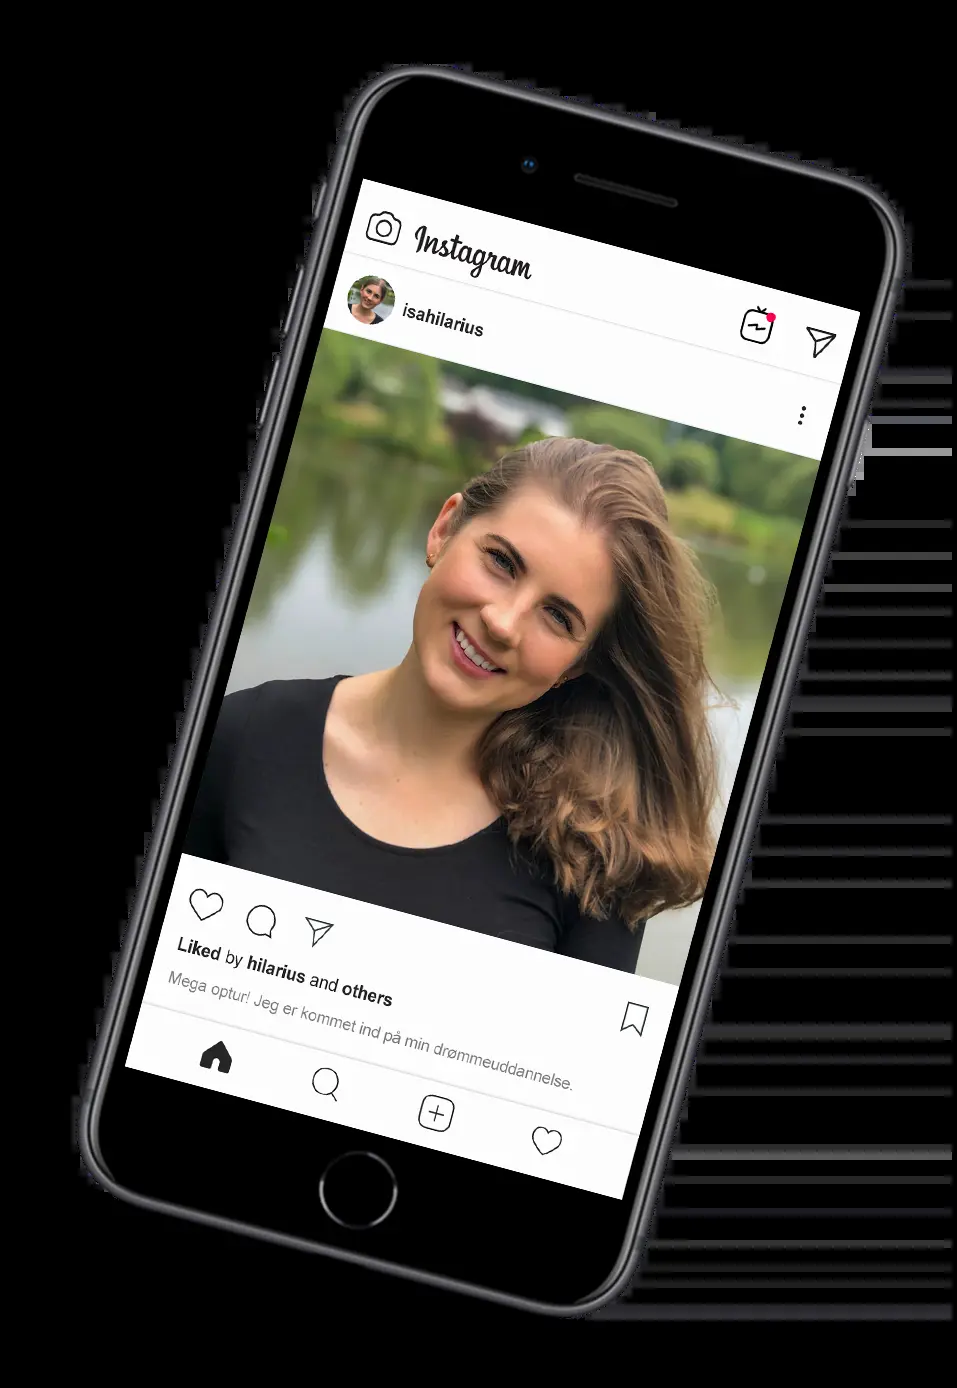 Instagram
isahilarius
Liked by hilarius and others
Mega optur! Jeg er kommet ind på min drømmeuddannelse.